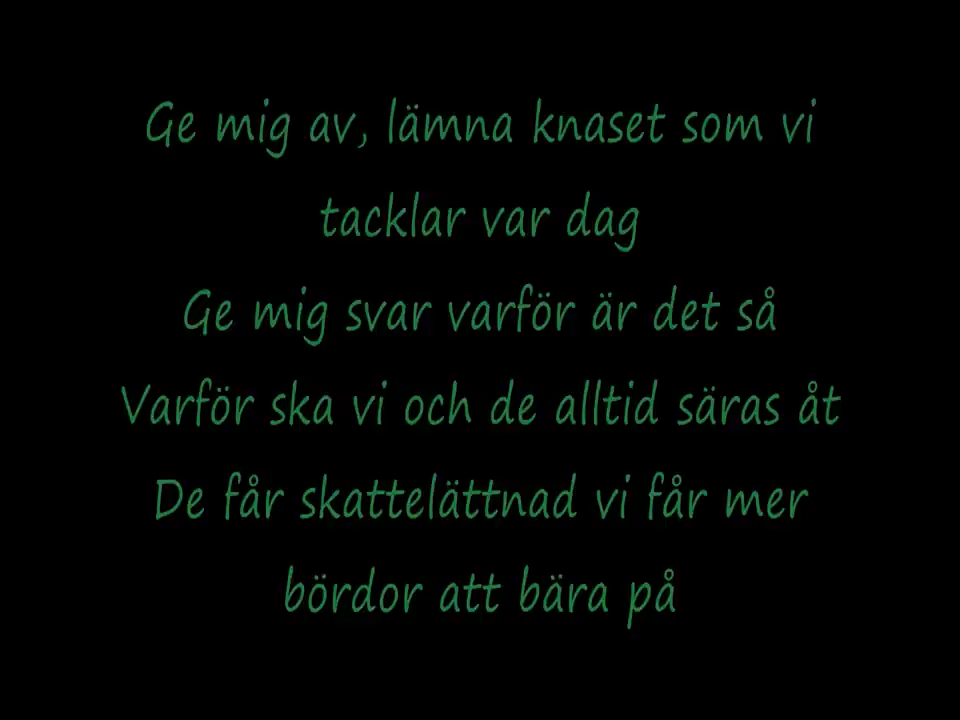 Ge mig av, lämna knaset som vi
tacklar var dag
Ge mig svar varför är det så
Varför ska vi och de alltid säras åt
De får skattelättnad vi får mer
bördor att bära på